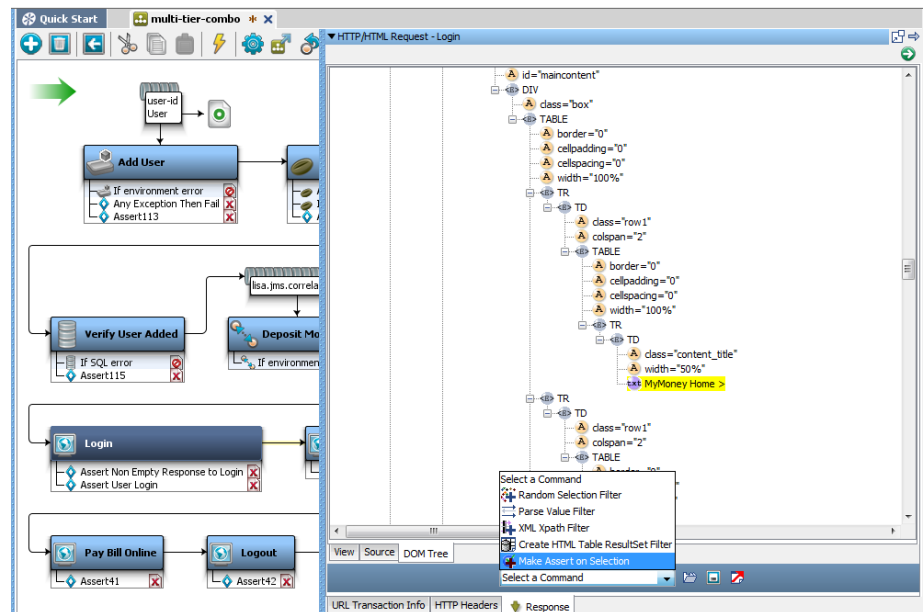 Quick Start
multi-tier-combo
HTTP/HTML Request - Login
user-id
User
Add User
If environment error
Any Exception Then Fail
Assert113
lisa.jms.correla
Verify User Added
If SQL error
Assert115
Deposit Mo
If environmen
Login
Assert Non Empty Response to Login
Assert User Login
Pay Bill Online
Assert41
Logout
Assert42
id="maincontent"
DIV
class="box"
TABLE
border="0"
cellpadding="0"
cellspacing="0"
width="100%"
TR
TD
class="row1"
colspan="2"
TABLE
border="0"
cellpadding="0"
cellspacing="0"
width="100%"
TR
TD
class="content_title"
width="50%"
txt MyMoney Home >
TR
TD
class="row1"
colspan="2"
TABLE
Select a Command
Random Selection Filter
Parse Value Filter
XML Xpath Filter
Create HTML Table ResultSet Filter
Make Assert on Selection
View Source DOM Tree
Select a Command
URL Transaction Info HTTP Headers Response